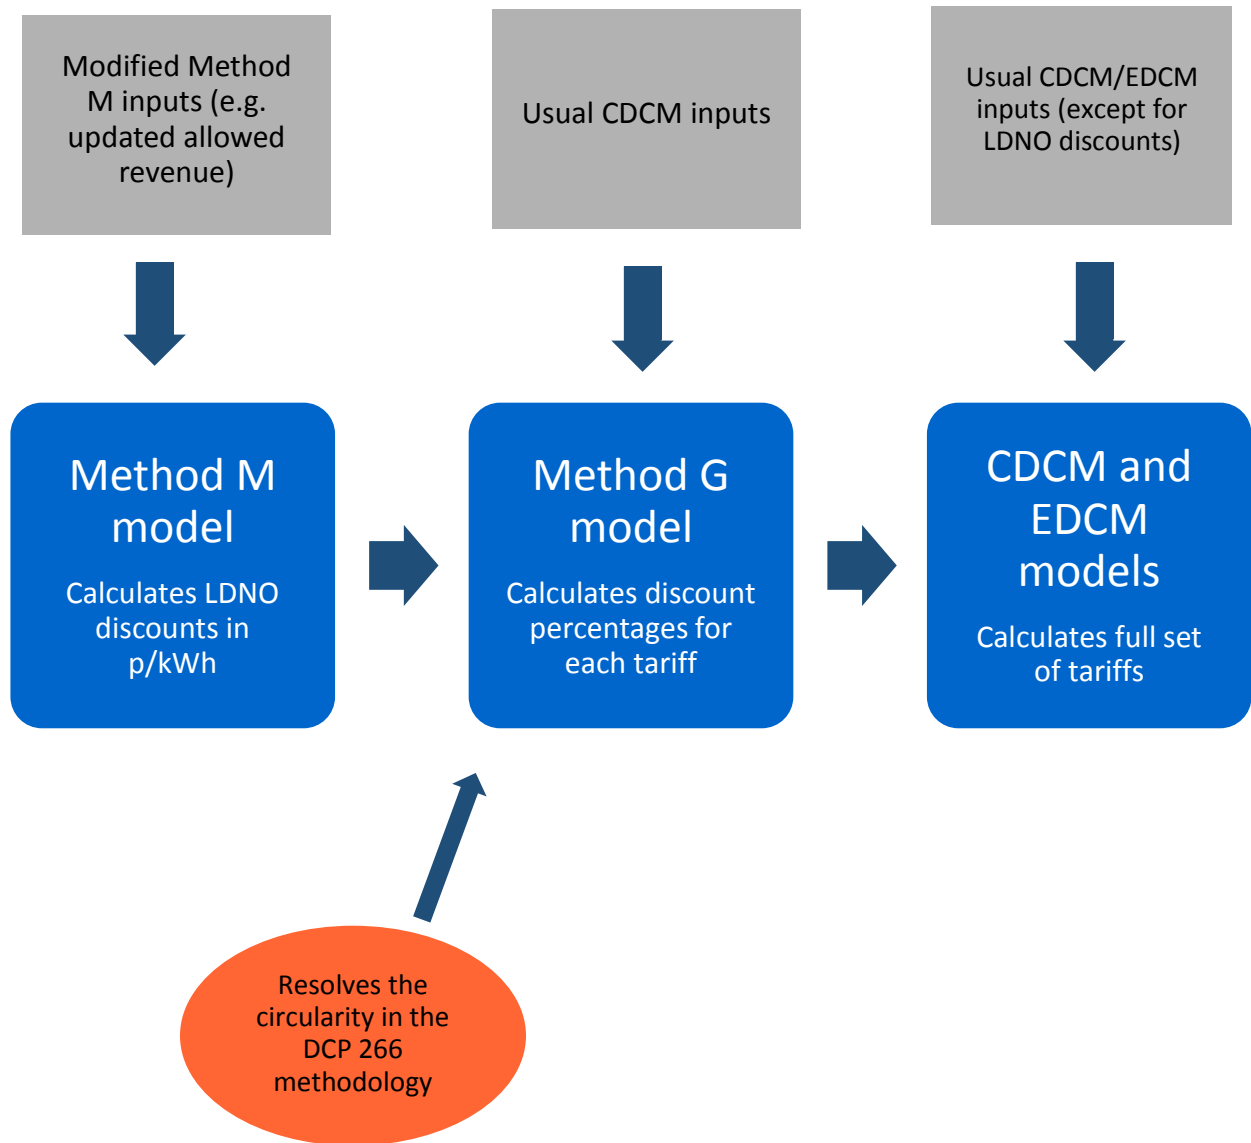 Modified Method
M inputs (e.g.
updated allowed
revenue)
Usual CDCM inputs
Usual CDCM/EDCM
inputs (except for
LDNO discounts)
Method M
model
Calculates LDNO
discounts in
p/kWh
Method G
model
Calculates discount
percentages for
each tariff
CDCM and
EDCM
models
Calculates full set
of tariffs
Resolves the
circularity in the
DCP 266
methodology